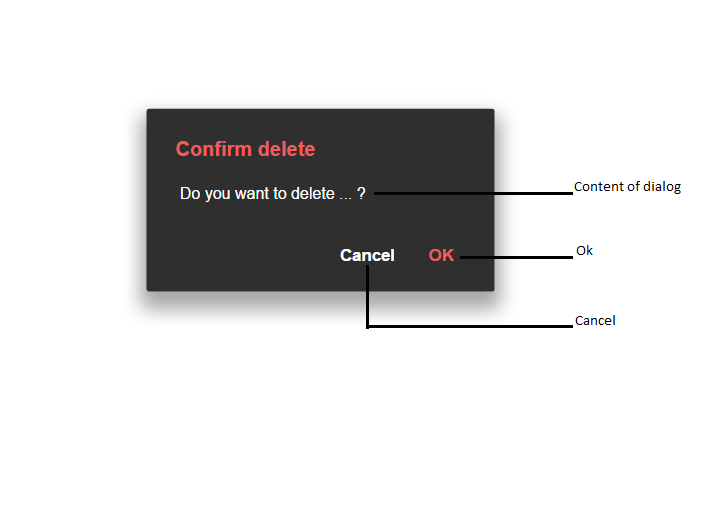 Confirm delete
Do you want to delete ... ?
Content of dialog
Cancel OK
Ok
Cancel